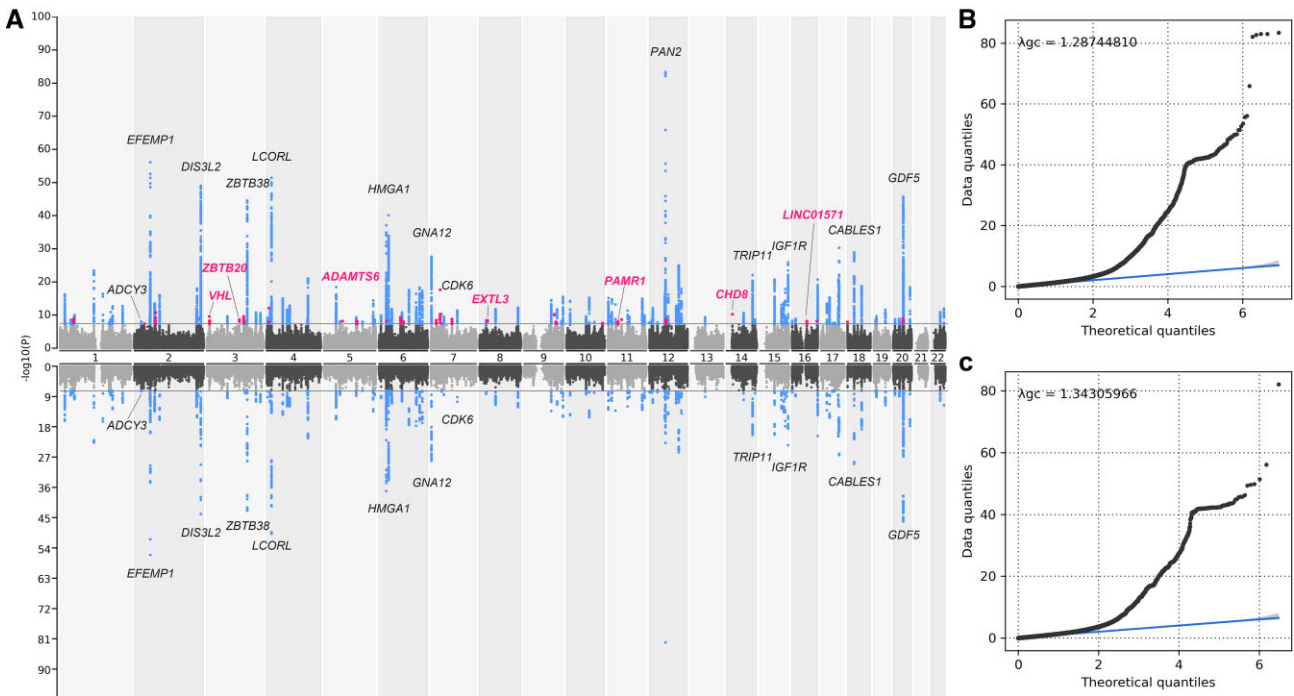 A
100
90
80
70
60
50
40
30
20
10
0
-log10(P)
0
9
18
27
36
45
54
63
72
81
90
PAN2
EFEMP1
DIS3L2
LCORL
ZBTB38
HMGA1
GDF5
LINC01571
GNA12
CABLES1
IGF1R
TRIP11
ZBTB20
ADAMTS6
ADCY3
VHL
CDK6
EXTL3
PAMR1
CHD8
1 2 3 4 5 6 7 8 9 10 11 12 13 14 15 16 17 18 19 20 21 22
ADCY3
CDK6
TRIP11
IGF1R
GNA12
CABLES1
HMGA1
DIS3L2
ZBTB38
LCORL
GDF5
EFEMP1
B
λgc = 1.28744810
80
60
40
20
0
Data quantiles
0 2 4 6
Theoretical quantiles
C
λgc = 1.34305966
80
60
40
20
0
Data quantiles
0 2 4 6
Theoretical quantiles